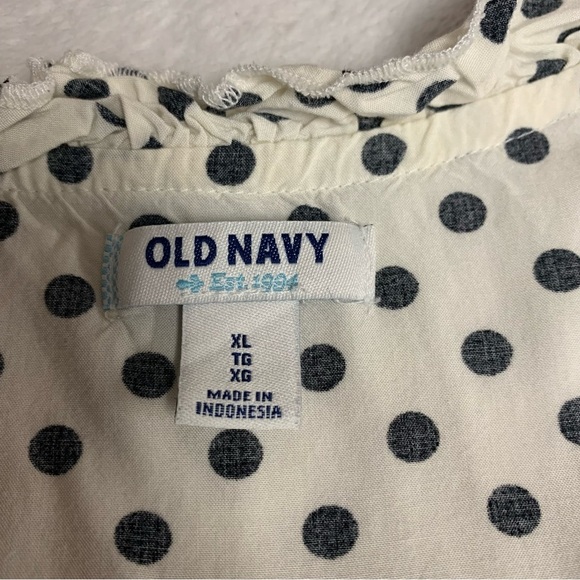 OLD NAVY
Est. 1994
XL
TG
XG
MADE IN
INDONESIA